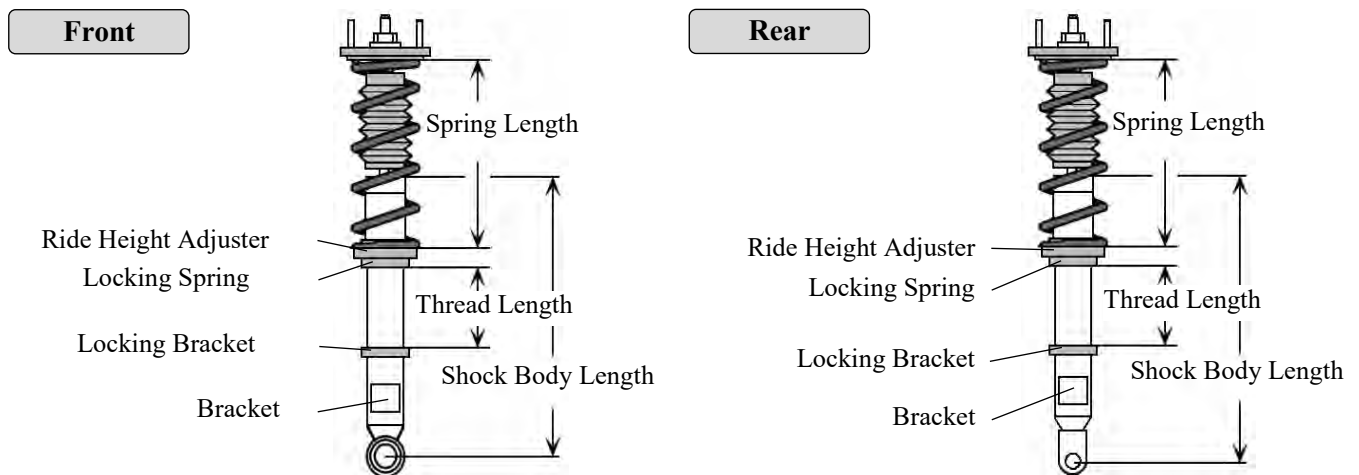 Front
Spring Length
Ride Height Adjuster
Locking Spring
Thread Length
Locking Bracket
Shock Body Length
Bracket
Rear
Spring Length
Ride Height Adjuster
Locking Spring
Thread Length
Locking Bracket
Shock Body Length
Bracket